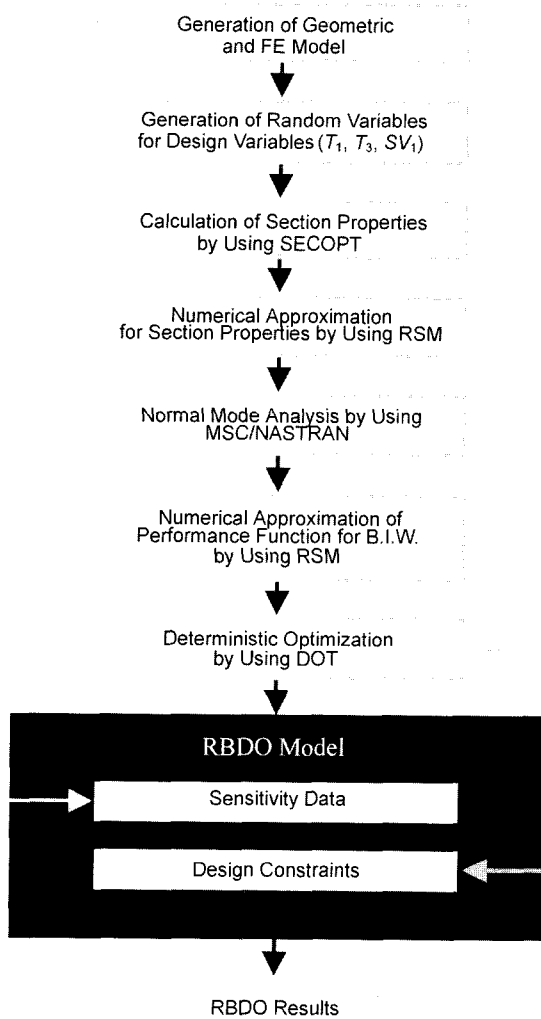 Generation of Geometric
and FE Model
Generation of Random Variables
for Design Variables (T₁, T₃, SV₁)
Calculation of Section Properties
by Using SECOPT
Numerical Approximation
for Section Properties by Using RSM
Normal Mode Analysis by Using
MSC/NASTRAN
Numerical Approximation of
Performance Function for B.I.W.
by Using RSM
Deterministic Optimization
by Using DOT
RBDO Model
Sensitivity Data
Design Constraints
RBDO Results